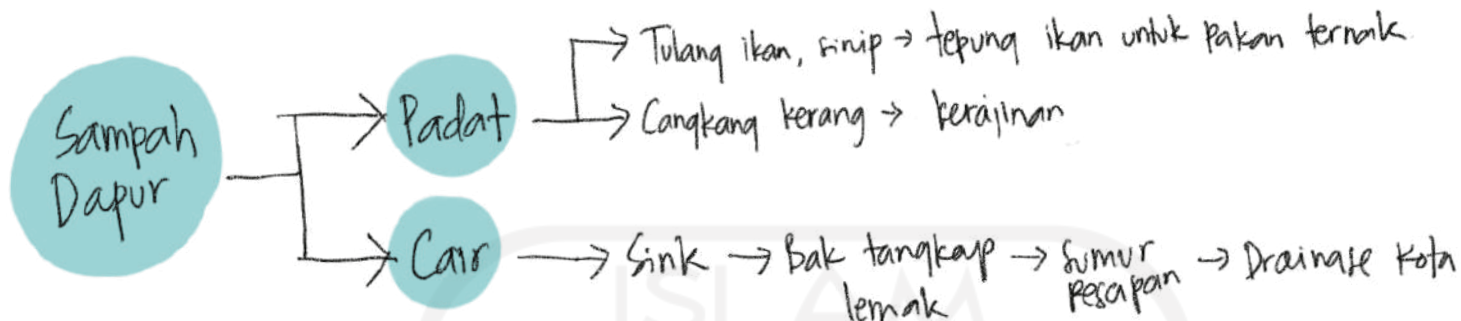 Sampah
Dapur
Padat
→ Tulang ikan, sirip → tepung ikan untuk pakan ternak
→ Cangkang kerang → kerajinan
Cair
→ Sink → Bak tangkap lemak → Sumur resapan → Drainase Kota
ISLAM